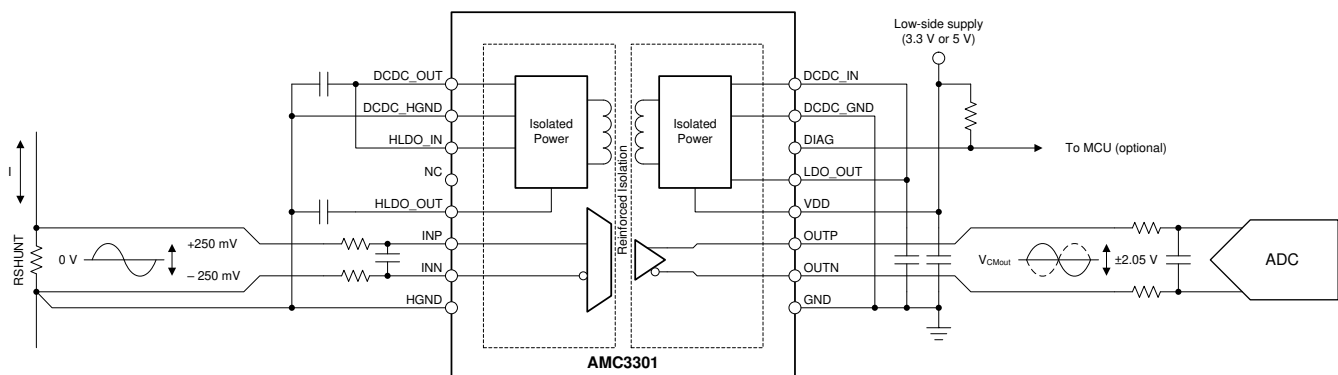 Low-side supply
(3.3 V or 5 V)
DCDC_OUT
DCDC_HGND
HLDO_IN
NC
HLDO_OUT
INP
INN
HGND
Isolated
Power
Reinforced Isolation
Isolated
Power
DCDC_IN
DCDC_GND
DIAG
LDO_OUT
VDD
OUTP
OUTN
GND
To MCU (optional)
I
RSHUNT
0 V
+250 mV
– 250 mV
VCMout
±2.05 V
ADC
AMC3301